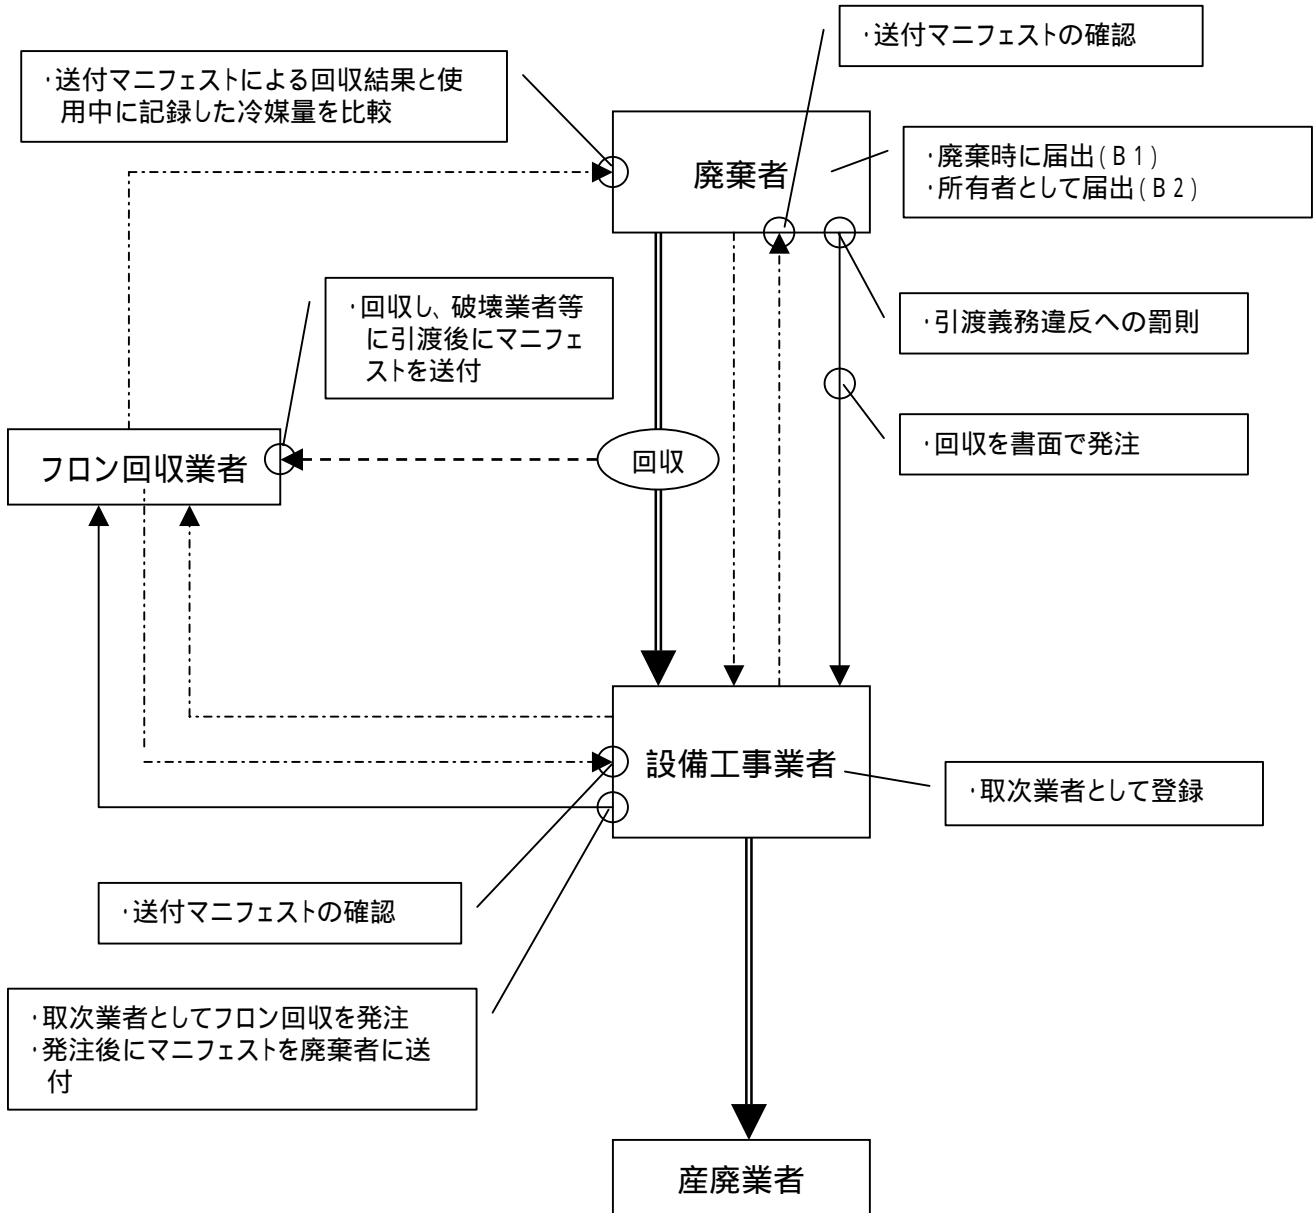 ・送付マニフェストの確認
・送付マニフェストによる回収結果と使
用中に記録した冷媒量を比較
廃棄者
・廃棄時に届出(B1)
・所有者として届出(B2)
・回収し、破壊業者等
に引渡後にマニフェ
ストを送付
・引渡義務違反への罰則
・回収を書面で発注
フロン回収業者
回収
設備工事業者
・取次業者として登録
・送付マニフェストの確認
・取次業者としてフロン回収を発注
・発注後にマニフェストを廃棄者に送
付
産廃業者